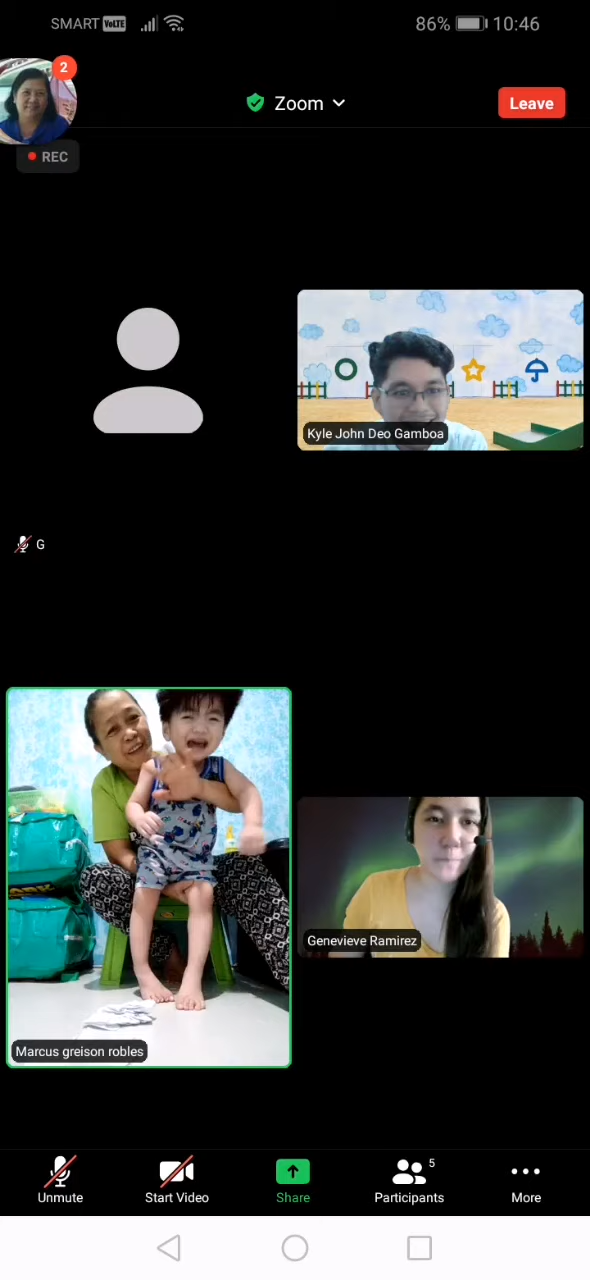 SMART VoLTE 86% 10:46
2
Zoom
Leave
REC
Kyle John Deo Gamboa
G
Genevieve Ramirez
Marcus greison robles
5
Unmute
Start Video
Share
Participants
More